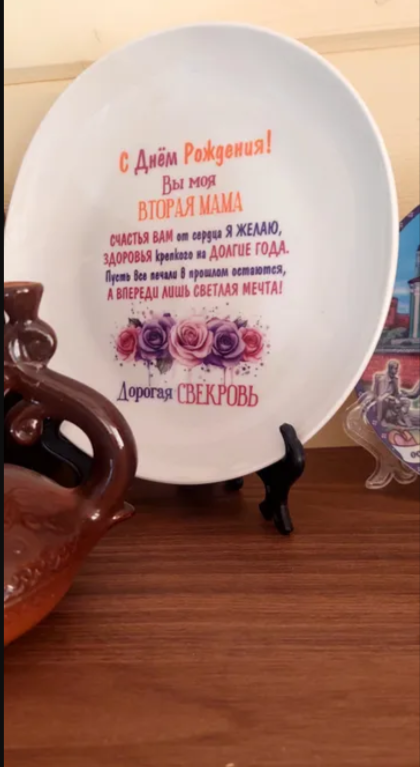 С Днём Рождения!
Вы моя
ВТОРАЯ МАМА
СЧАСТЬЯ ВАМ от сердца Я ЖЕЛАЮ,
ЗДОРОВЬЯ крепкого на ДОЛГИЕ ГОДА.
Пусть все печали в прошлом остаются,
А ВПЕРЕДИ ЛИШЬ СВЕТЛАЯ МЕЧТА!
Дорогая СВЕКРОВЬ